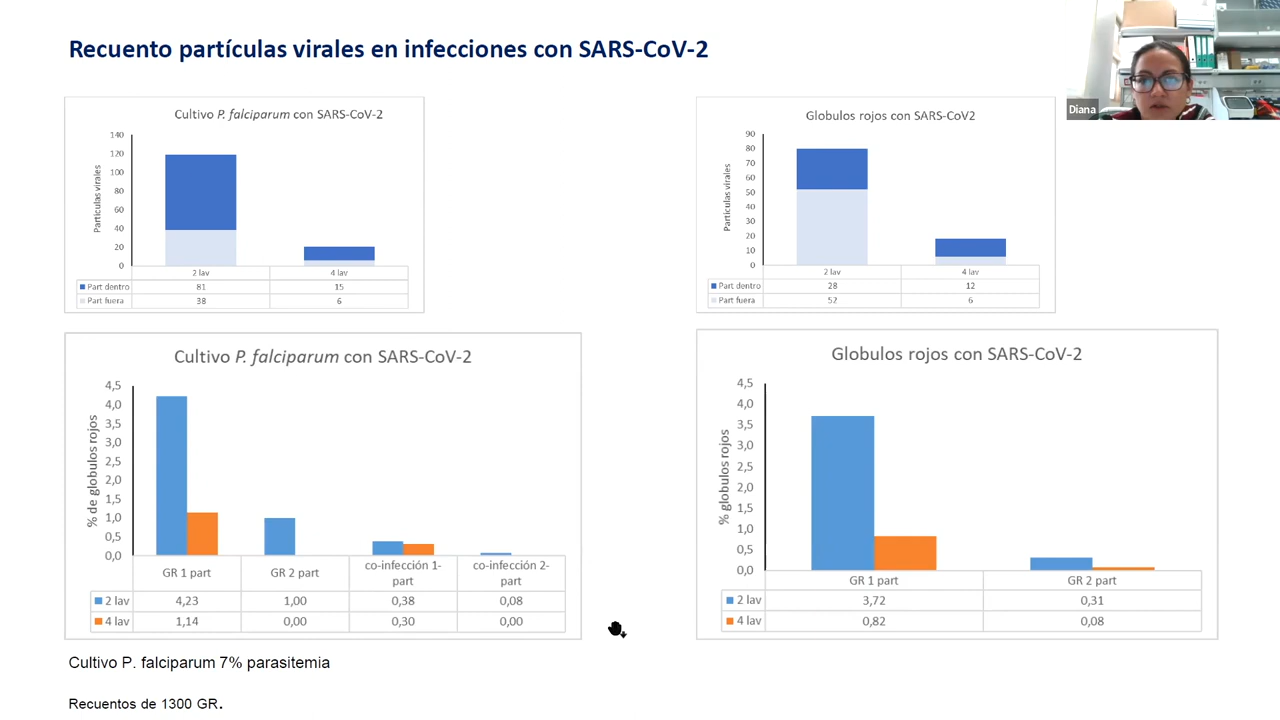 Recuento partículas virales en infecciones con SARS-CoV-2
Diana
Cultivo P. falciparum con SARS-CoV-2
Particulas virales
140
120
100
80
60
40
20
0
2 lav 4 lav
Part dentro 81 15
Part fuera 38 6
Globulos rojos con SARS-CoV2
Particulas virales
90
80
70
60
50
40
30
20
10
0
2 lav 4 lav
Part dentro 28 12
Part fuera 52 6
Cultivo P. falciparum con SARS-CoV-2
% de globulos rojos
4,5
4,0
3,5
3,0
2,5
2,0
1,5
1,0
0,5
0,0
GR 1 part GR 2 part co-infección 1- co-infección 2-
part part
2 lav 4,23 1,00 0,38 0,08
4 lav 1,14 0,00 0,30 0,00
Globulos rojos con SARS-CoV-2
% globulos rojos
4,5
4,0
3,5
3,0
2,5
2,0
1,5
1,0
0,5
0,0
GR 1 part GR 2 part
2 lav 3,72 0,31
4 lav 0,82 0,08
Cultivo P. falciparum 7% parasitemia
Recuentos de 1300 GR.